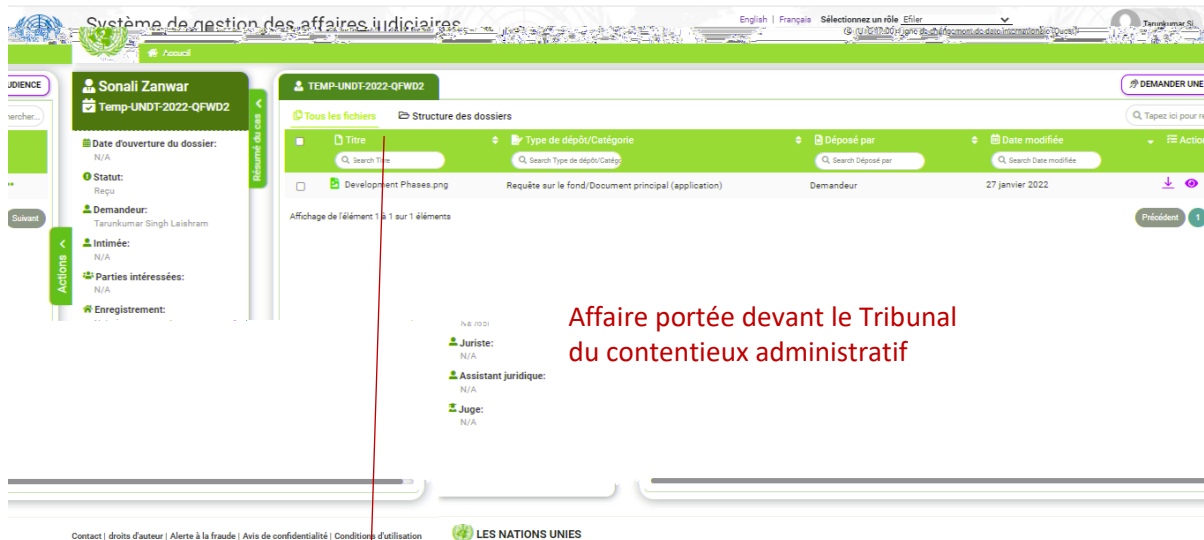 Système de gestion des affaires judiciaires
English | Français Sélectionnez un rôle Efiler
Tarunkumar Si
Accueil
UDIENCE
hercher...
Suivant
Actions
Sonali Zanwar
Temp-UNDT-2022-QFWD2
Résumé du cas
Date d'ouverture du dossier:
N/A
Statut:
Reçu
Demandeur:
Tarunkumar Singh Laishram
Intimée:
N/A
Parties intéressées:
N/A
Enregistrement:
TEMP-UNDT-2022-QFWD2
DEMANDER UNE
Tous les fichiers Structure des dossiers
Tapez ici pour re
Titre Type de dépôt/Catégorie Déposé par Date modifiée Action
Search Titre Search Type de dépôt/Catégo Search Déposé par Search Date modifiée
Development Phases.png Requête sur le fond/Document principal (application) Demandeur 27 janvier 2022
Affichage de l'élément 1 à 1 sur 1 éléments
Précédent 1
Affaire portée devant le Tribunal
du contentieux administratif
Juriste:
N/A
Assistant juridique:
N/A
Juge:
N/A
Contact | droits d'auteur | Alerte à la fraude | Avis de confidentialité | Conditions d'utilisation
LES NATIONS UNIES